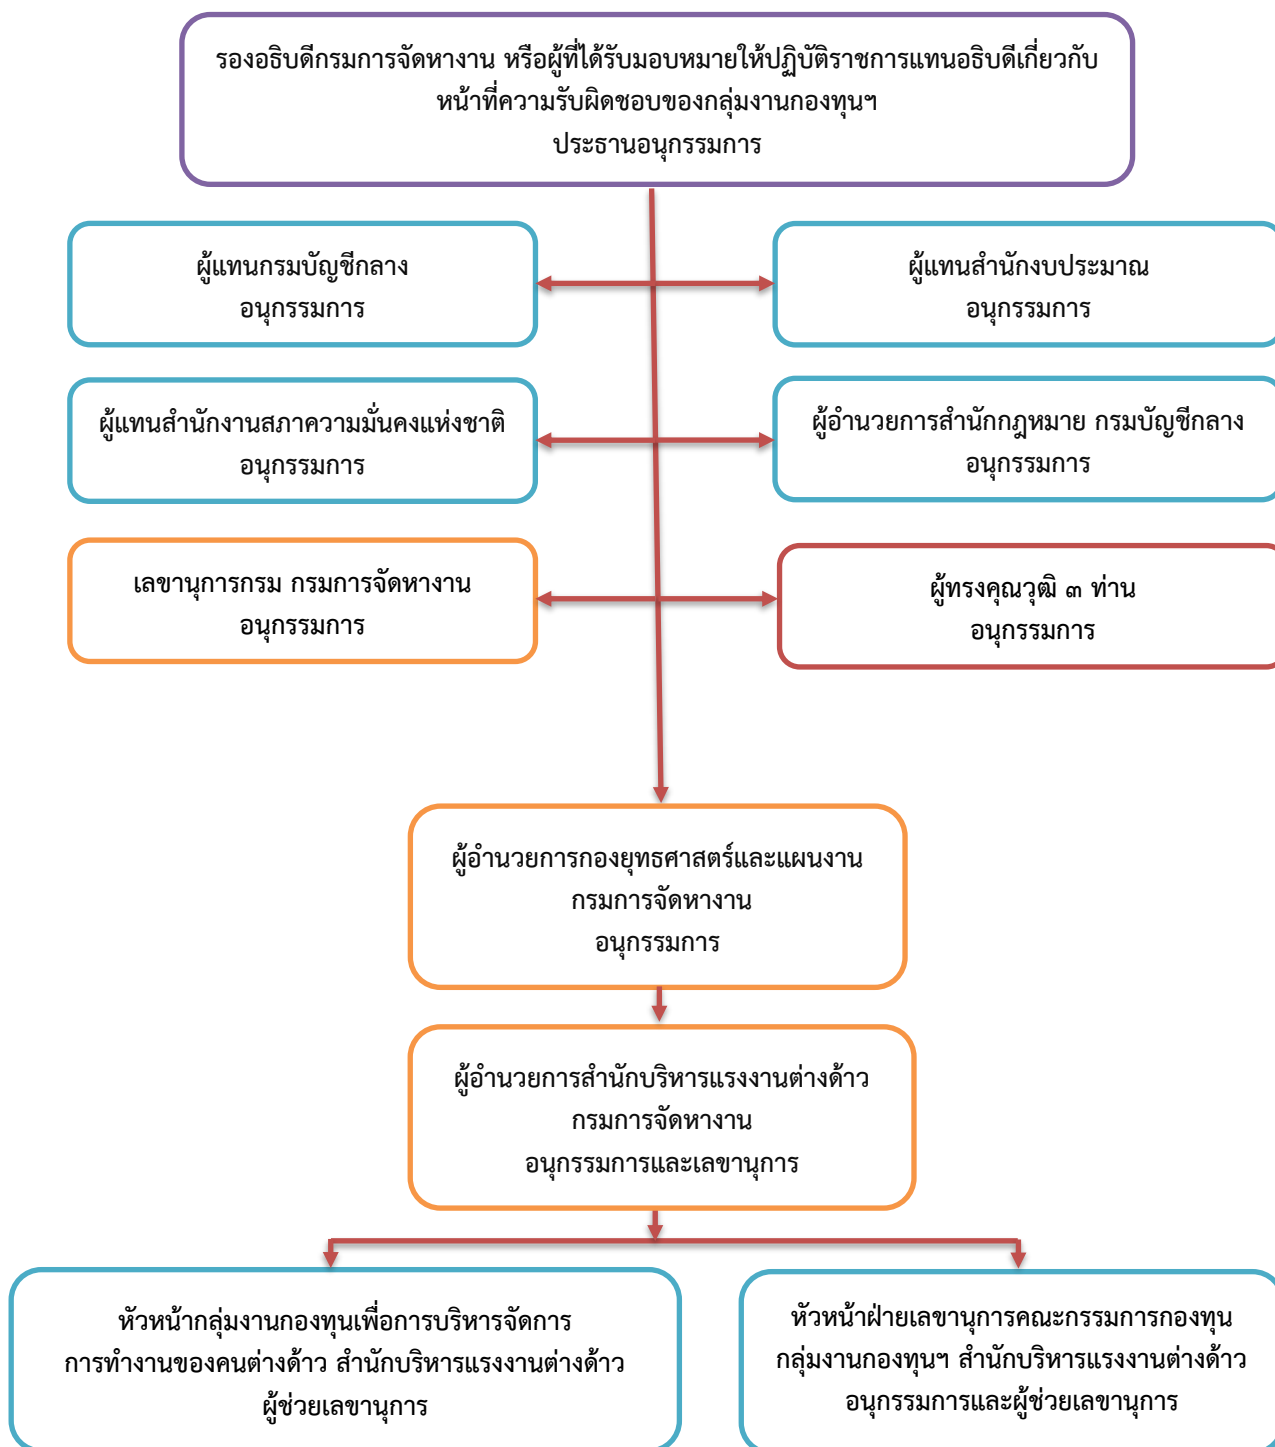 รองอธิบดีกรมการจัดหางาน หรือผู้ที่ได้รับมอบหมายให้ปฏิบัติราชการแทนอธิบดีเกี่ยวกับ
หน้าที่ความรับผิดชอบของกลุ่มงานกองทุนฯ
ประธานอนุกรรมการ
ผู้แทนกรมบัญชีกลาง
อนุกรรมการ
ผู้แทนสำนักงบประมาณ
อนุกรรมการ
ผู้แทนสำนักงานสภาความมั่นคงแห่งชาติ
อนุกรรมการ
ผู้อำนวยการสำนักกฎหมาย กรมบัญชีกลาง
อนุกรรมการ
เลขานุการกรม กรมการจัดหางาน
อนุกรรมการ
ผู้ทรงคุณวุฒิ ๓ ท่าน
อนุกรรมการ
ผู้อำนวยการกองยุทธศาสตร์และแผนงาน
กรมการจัดหางาน
อนุกรรมการ
ผู้อำนวยการสำนักบริหารแรงงานต่างด้าว
กรมการจัดหางาน
อนุกรรมการและเลขานุการ
หัวหน้ากลุ่มงานกองทุนเพื่อการบริหารจัดการ
การทำงานของคนต่างด้าว สำนักบริหารแรงงานต่างด้าว
ผู้ช่วยเลขานุการ
หัวหน้าฝ่ายเลขานุการคณะกรรมการกองทุน
กลุ่มงานกองทุนฯ สำนักบริหารแรงงานต่างด้าว
อนุกรรมการและผู้ช่วยเลขานุการ